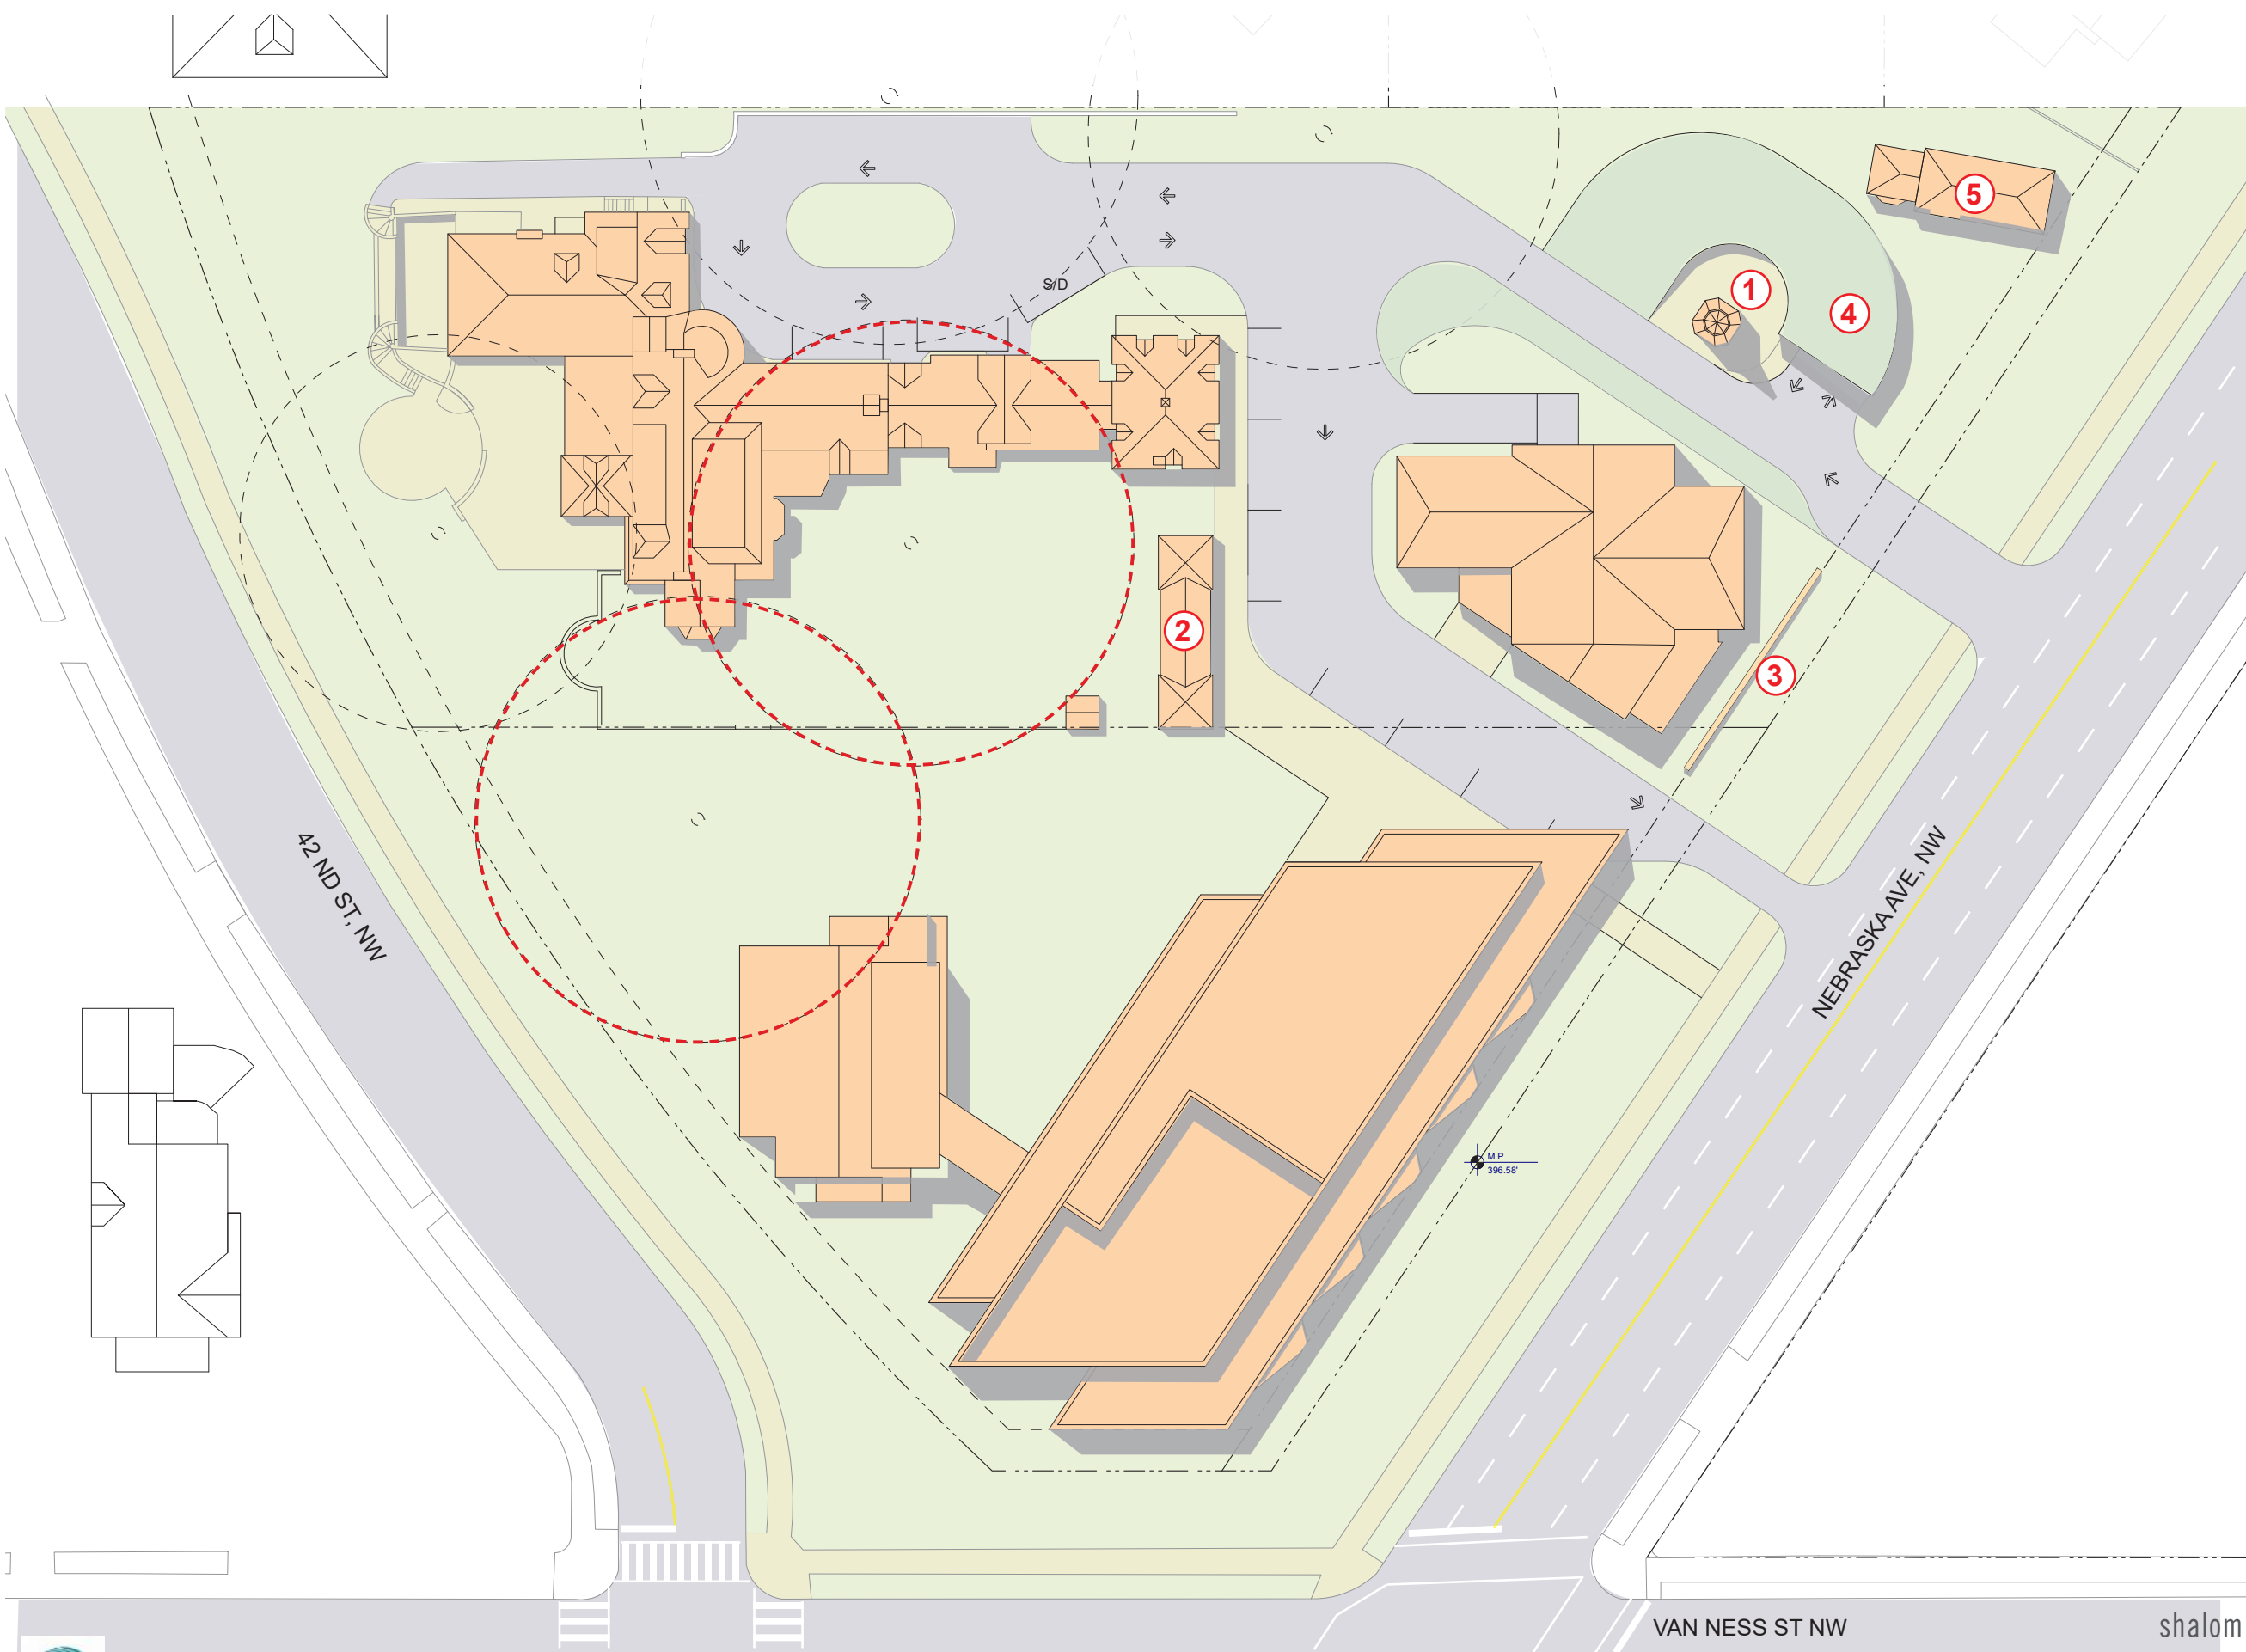 5
1
4
S/D
2
3
42 ND ST, NW
NEBRASKA AVE, NW
M.P.
396.58'
VAN NESS ST NW
shalom